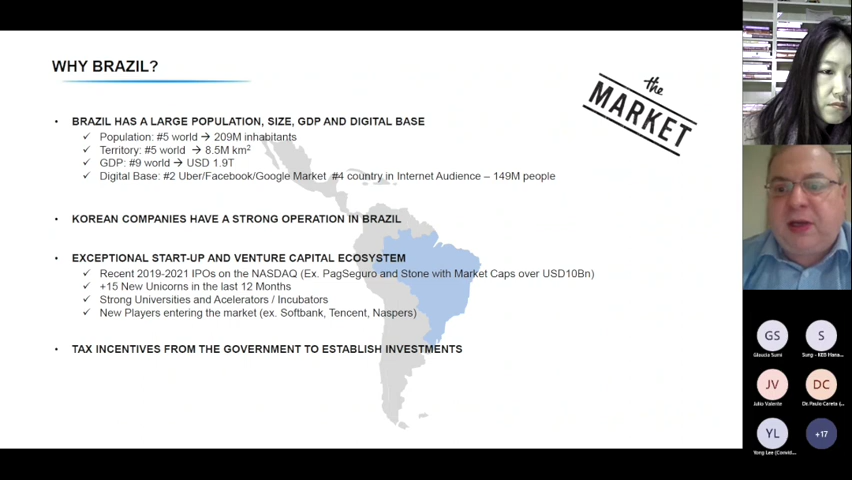 WHY BRAZIL?
the
MARKET
• BRAZIL HAS A LARGE POPULATION, SIZE, GDP AND DIGITAL BASE
✓ Population: #5 world → 209M inhabitants
✓ Territory: #5 world → 8.5M km²
✓ GDP: #9 world → USD 1.9T
✓ Digital Base: #2 Uber/Facebook/Google Market #4 country in Internet Audience – 149M people
• KOREAN COMPANIES HAVE A STRONG OPERATION IN BRAZIL
• EXCEPTIONAL START-UP AND VENTURE CAPITAL ECOSYSTEM
✓ Recent 2019-2021 IPOs on the NASDAQ (Ex. PagSeguro and Stone with Market Caps over USD10Bn)
✓ +15 New Unicorns in the last 12 Months
✓ Strong Universities and Acelerators / Incubators
✓ New Players entering the market (ex. Softbank, Tencent, Naspers)
• TAX INCENTIVES FROM THE GOVERNMENT TO ESTABLISH INVESTMENTS
GS
S
JV
Julio Valente
DC
YL
+17